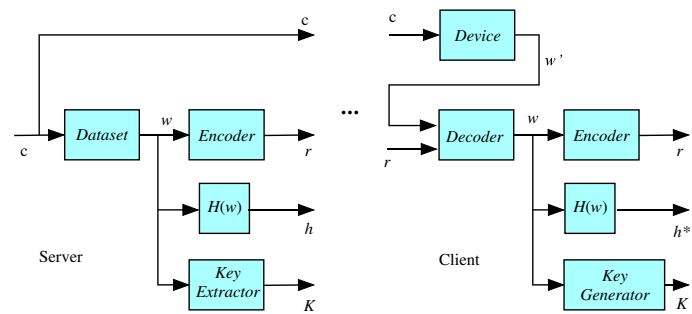 c
c
Device
w'
...
c
Dataset
w
Encoder
r
r
Decoder
w
Encoder
r
H(w)
h
H(w)
h*
Server
Client
Key
Extractor
K
Key
Generator
K